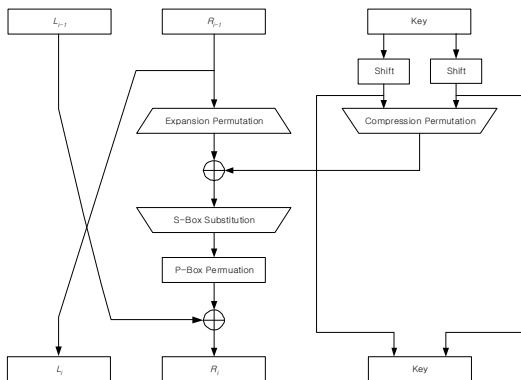 L_{i-1}
R_{i-1}
Key
Shift
Shift
Expansion Permutation
Compression Permutation
S-Box Substitution
P-Box Permuation
L_i
R_i
Key